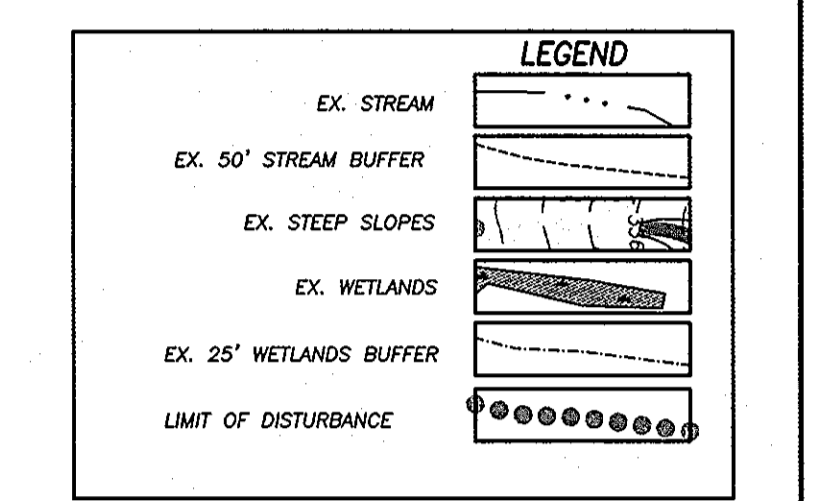 LEGEND
EX. STREAM
EX. 50' STREAM BUFFER
EX. STEEP SLOPES
EX. WETLANDS
EX. 25' WETLANDS BUFFER
LIMIT OF DISTURBANCE